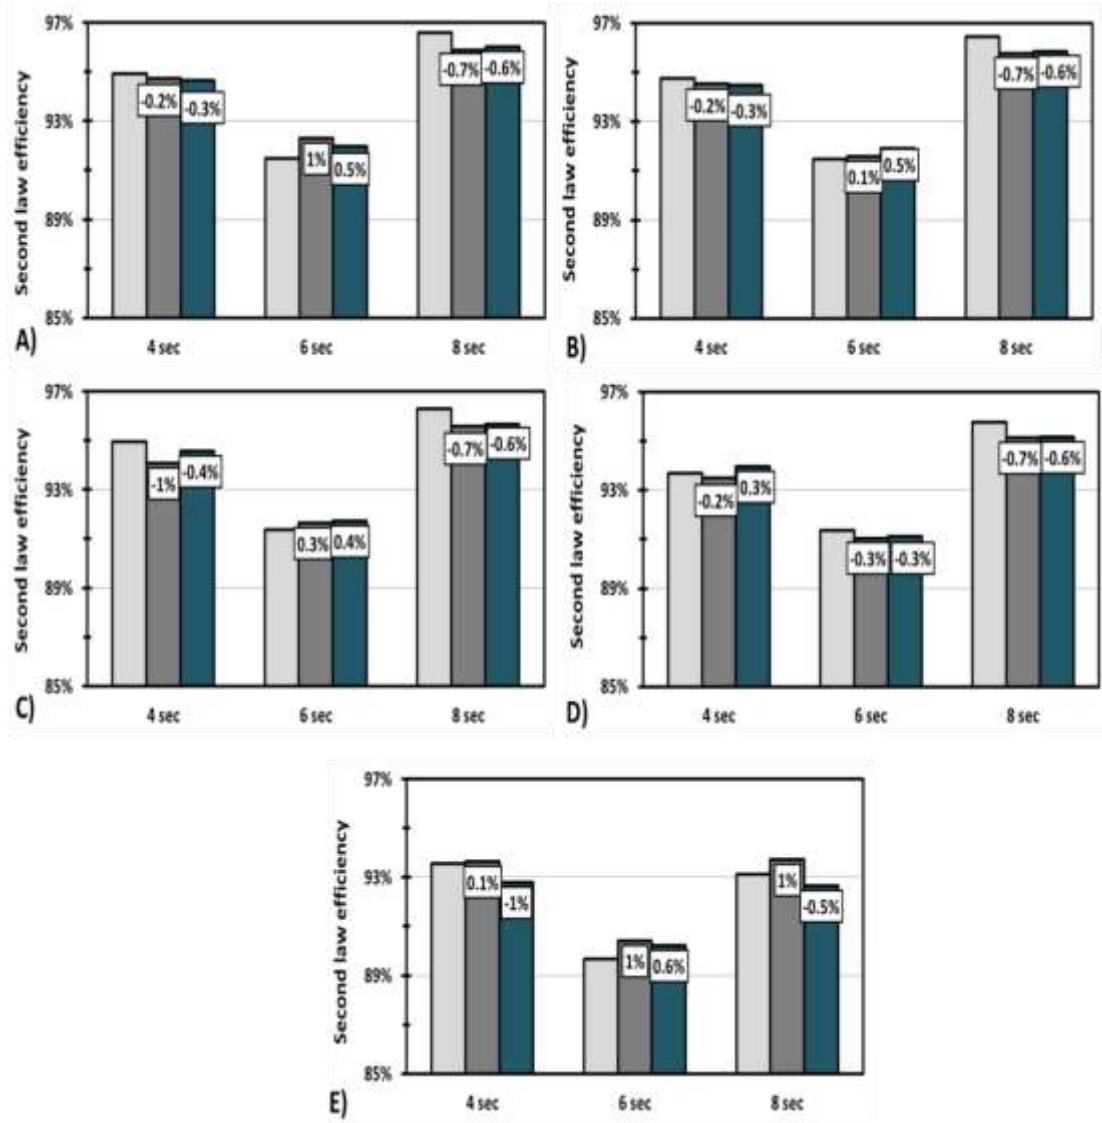 97%
93%
89%
85%
Second law efficiency
-0.2%
-0.3%
1%
0.5%
-0.7%
-0.6%
4 sec
6 sec
8 sec
A)
97%
93%
89%
85%
Second law efficiency
-0.2%
-0.3%
0.1%
0.5%
-0.7%
-0.6%
4 sec
6 sec
8 sec
B)
97%
93%
89%
85%
Second law efficiency
-1%
-0.4%
0.3%
0.4%
-0.7%
-0.6%
4 sec
6 sec
8 sec
C)
97%
93%
89%
85%
Second law efficiency
-0.2%
0.3%
-0.3%
-0.3%
-0.7%
-0.6%
4 sec
6 sec
8 sec
D)
97%
93%
89%
85%
Second law efficiency
0.1%
-1%
1%
0.6%
1%
-0.5%
4 sec
6 sec
8 sec
E)